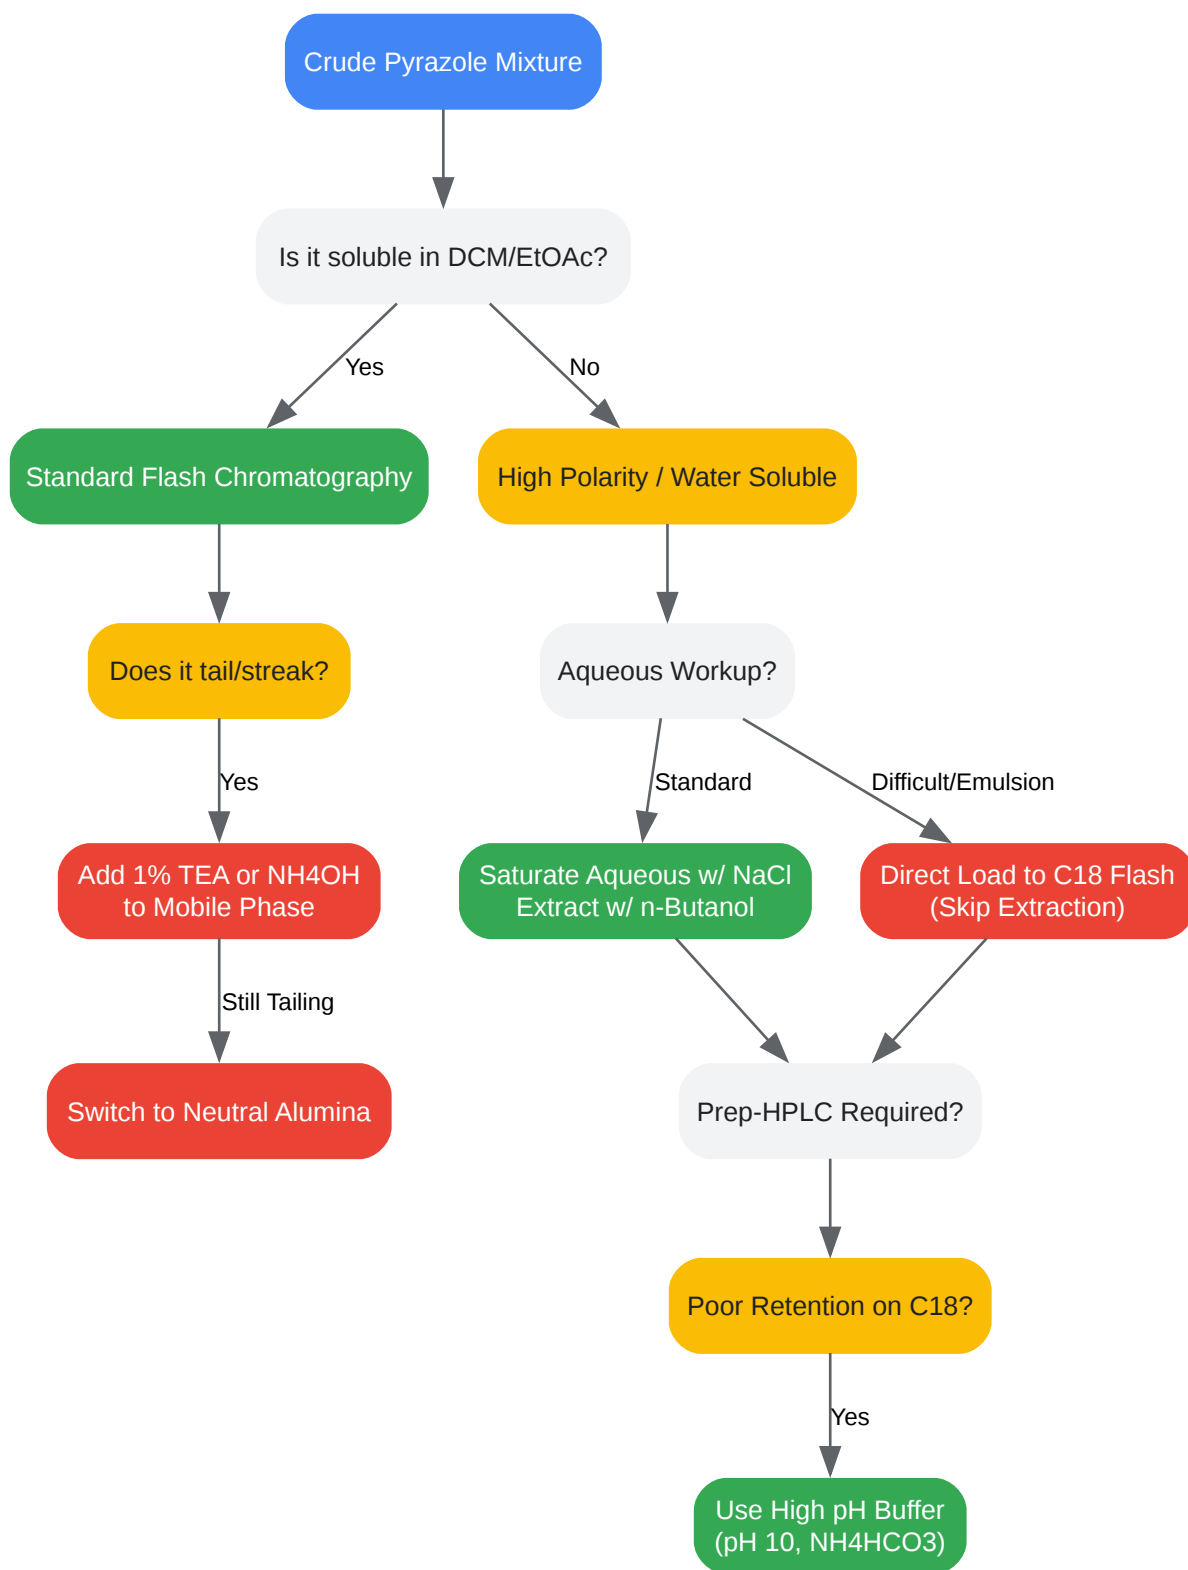 Crude Pyrazole Mixture
Is it soluble in DCM/EtOAc?
Yes
No
Standard Flash Chromatography
High Polarity / Water Soluble
Does it tail/streak?
Aqueous Workup?
Yes
Standard
Difficult/Emulsion
Add 1% TEA or NH4OH
to Mobile Phase
Saturate Aqueous w/ NaCl
Extract w/ n-Butanol
Direct Load to C18 Flash
(Skip Extraction)
Still Tailing
Switch to Neutral Alumina
Prep-HPLC Required?
Poor Retention on C18?
Yes
Use High pH Buffer
(pH 10, NH4HCO3)